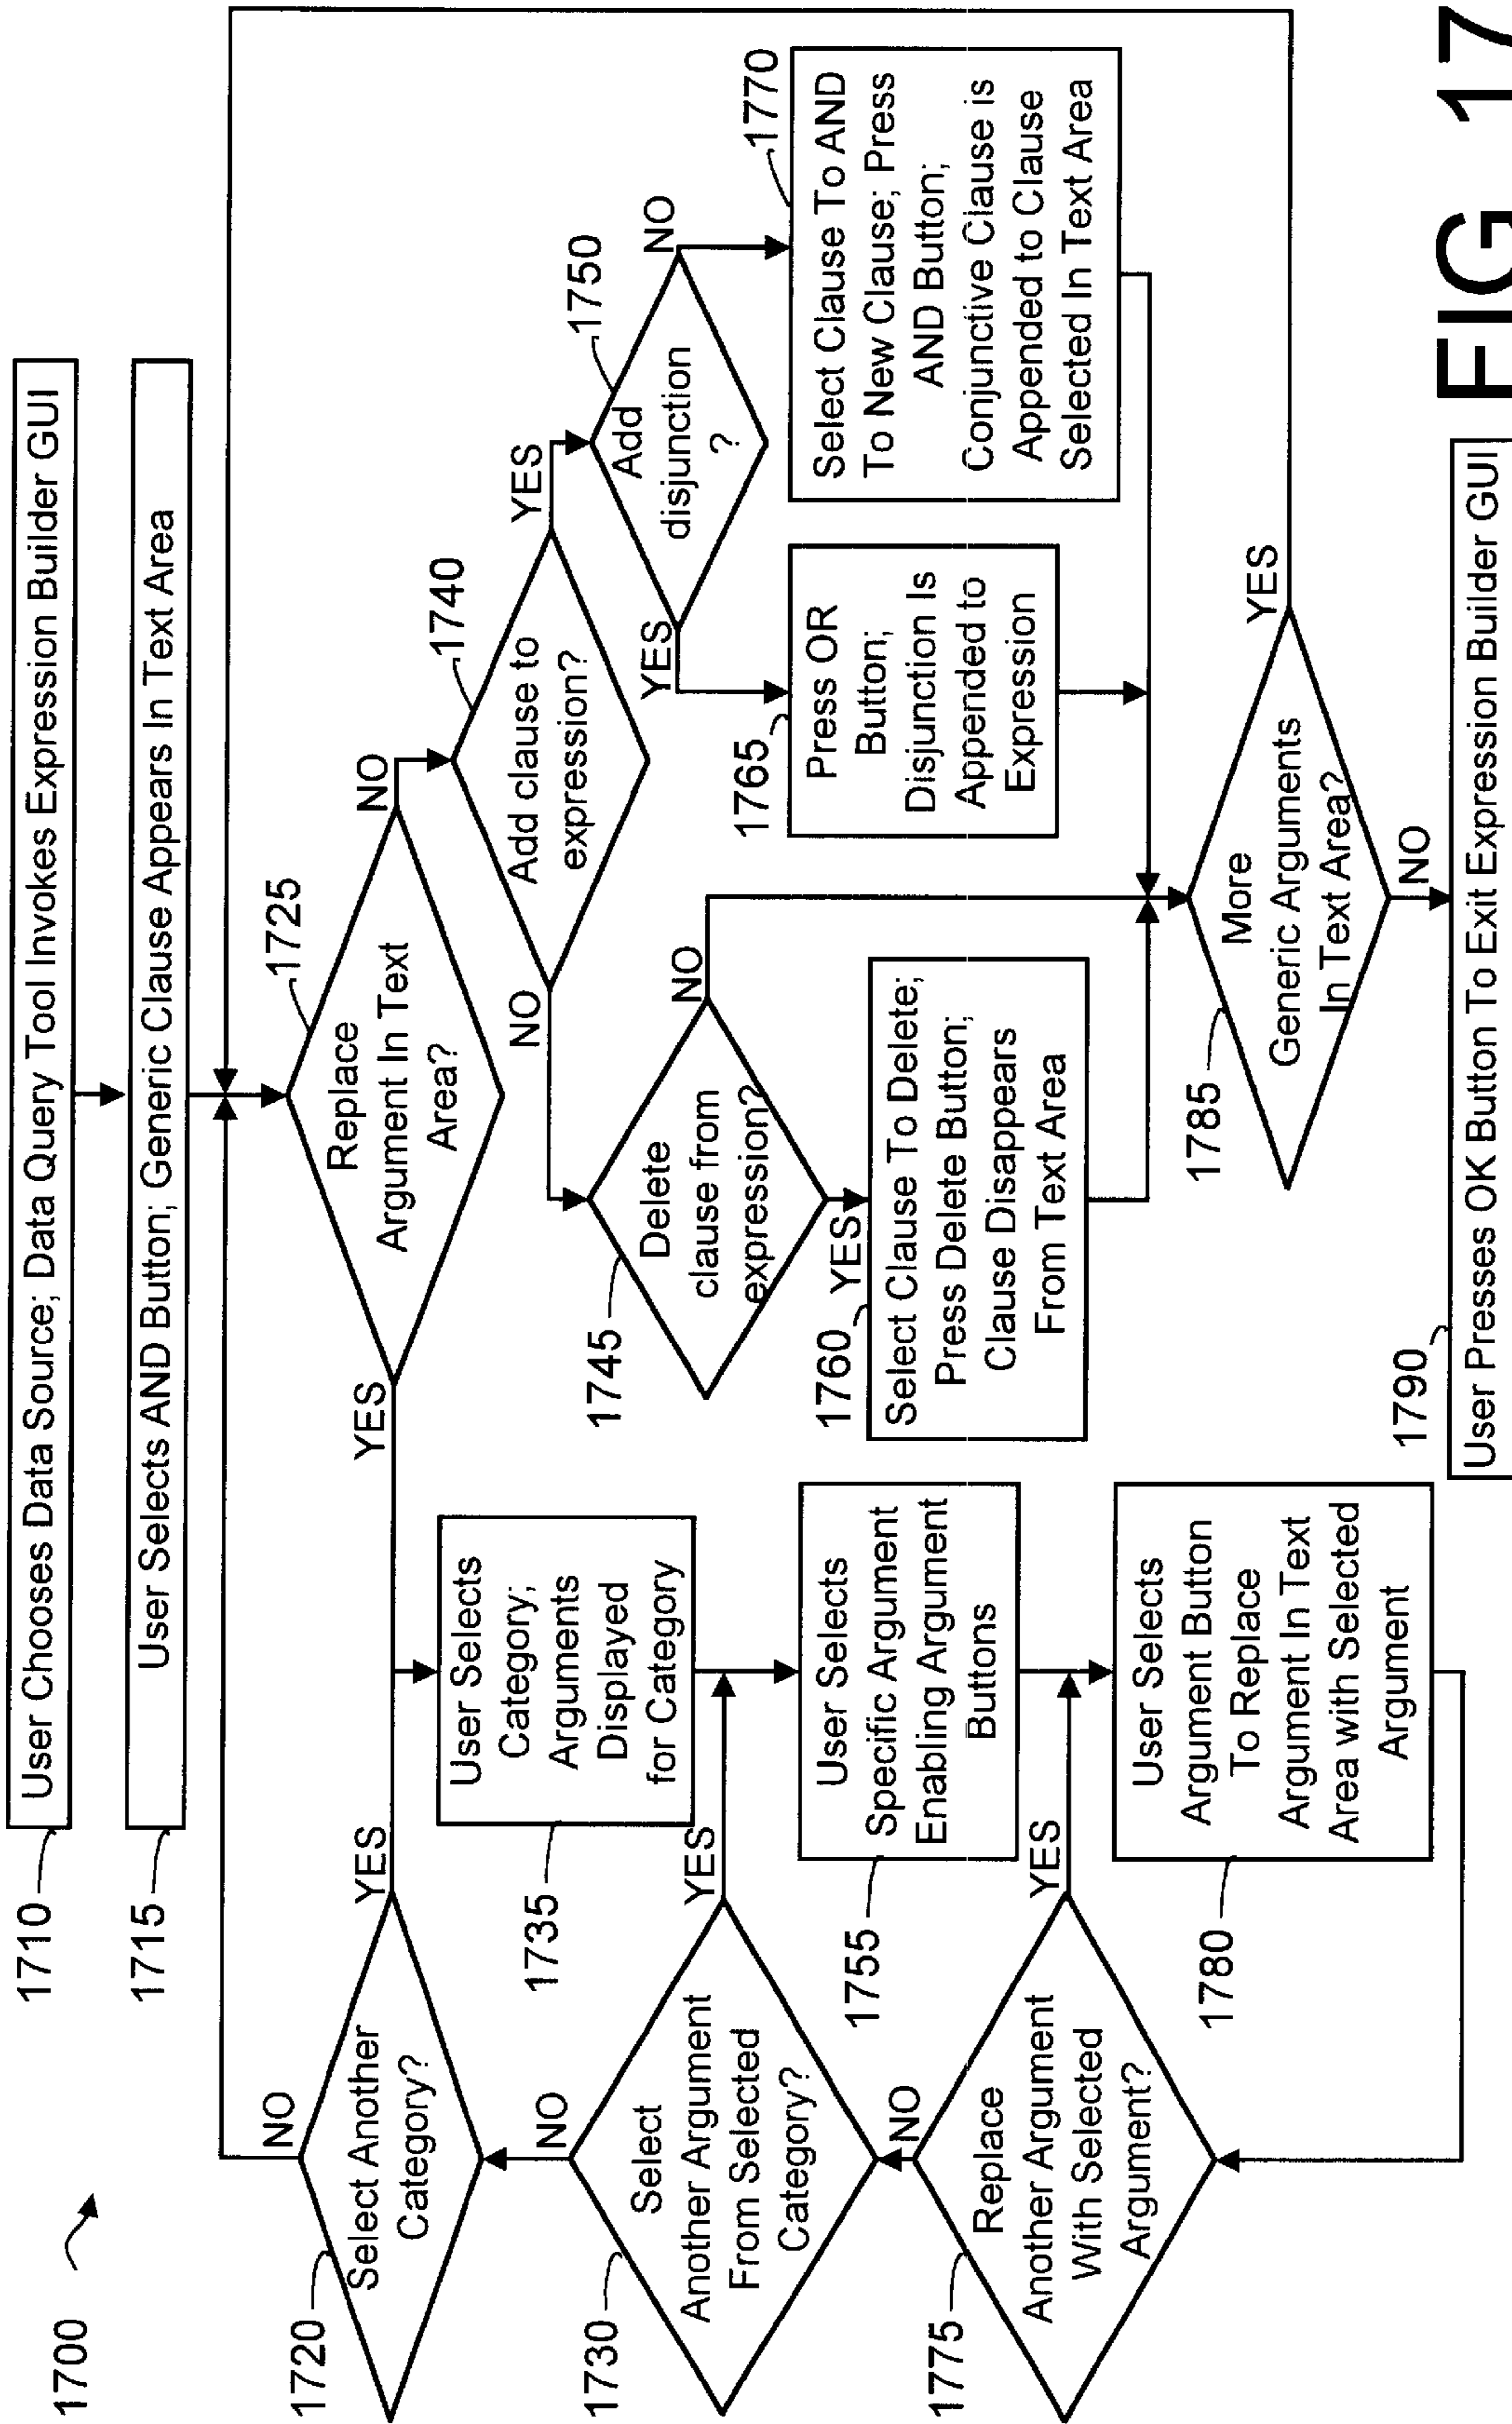 1700
1710
User Chooses Data Source; Data Query Tool Invokes Expression Builder GUI
1715
User Selects AND Button; Generic Clause Appears In Text Area
1720
Select Another
Category?
NO
YES
1725
Replace
Argument In Text
Area?
YES
NO
1730
Select
Another Argument
From Selected
Category?
NO
YES
1735
User Selects
Category;
Arguments
Displayed
for Category
1740
Add clause to
expression?
NO
YES
1745
Delete
clause from
expression?
YES
NO
1750
Add
disjunction
?
YES
NO
1755
User Selects
Specific Argument
Enabling Argument
Buttons
1760
Select Clause To Delete;
Press Delete Button;
Clause Disappears
From Text Area
1765
Press OR
Button;
Disjunction Is
Appended to
Expression
1770
Select Clause To AND
To New Clause; Press
AND Button;
Conjunctive Clause is
Appended to Clause
Selected In Text Area
1775
Replace
Another Argument
With Selected
Argument?
NO
YES
1780
User Selects
Argument Button
To Replace
Argument In Text
Area with Selected
Argument
1785
More
Generic Arguments
In Text Area?
YES
NO
1790
User Presses OK Button To Exit Expression Builder GUI
FIG 17